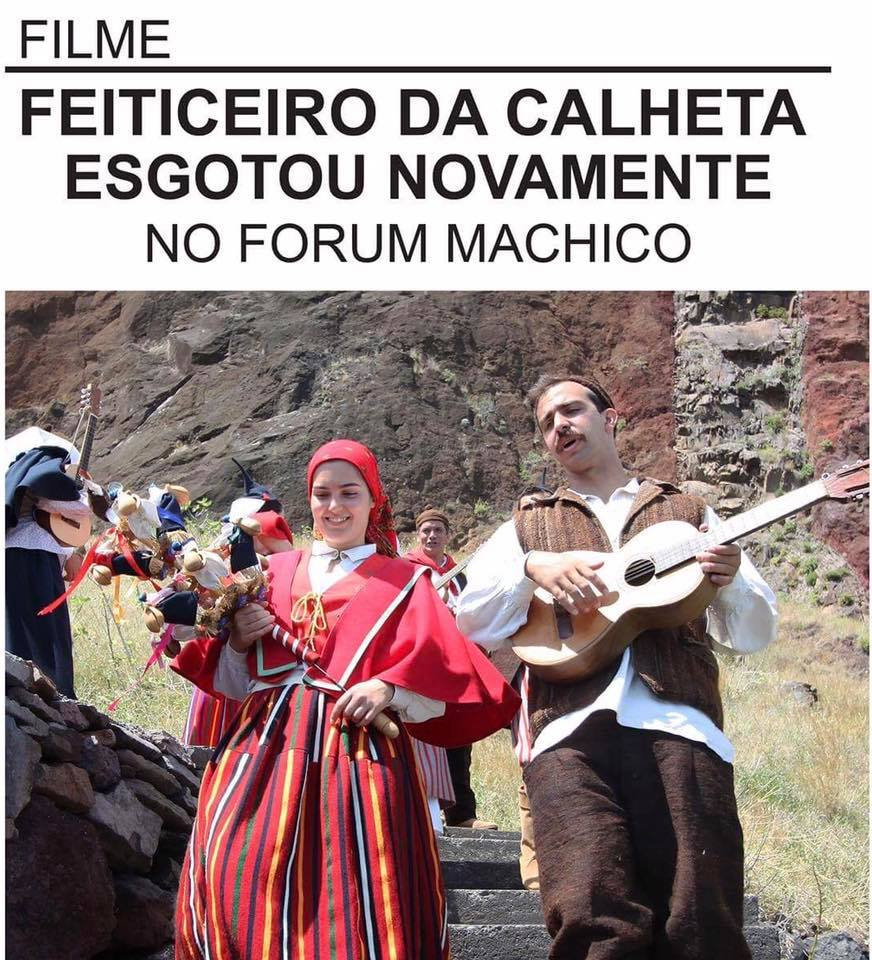 FILME
FEITICEIRO DA CALHETA
ESGOTOU NOVAMENTE
NO FORUM MACHICO